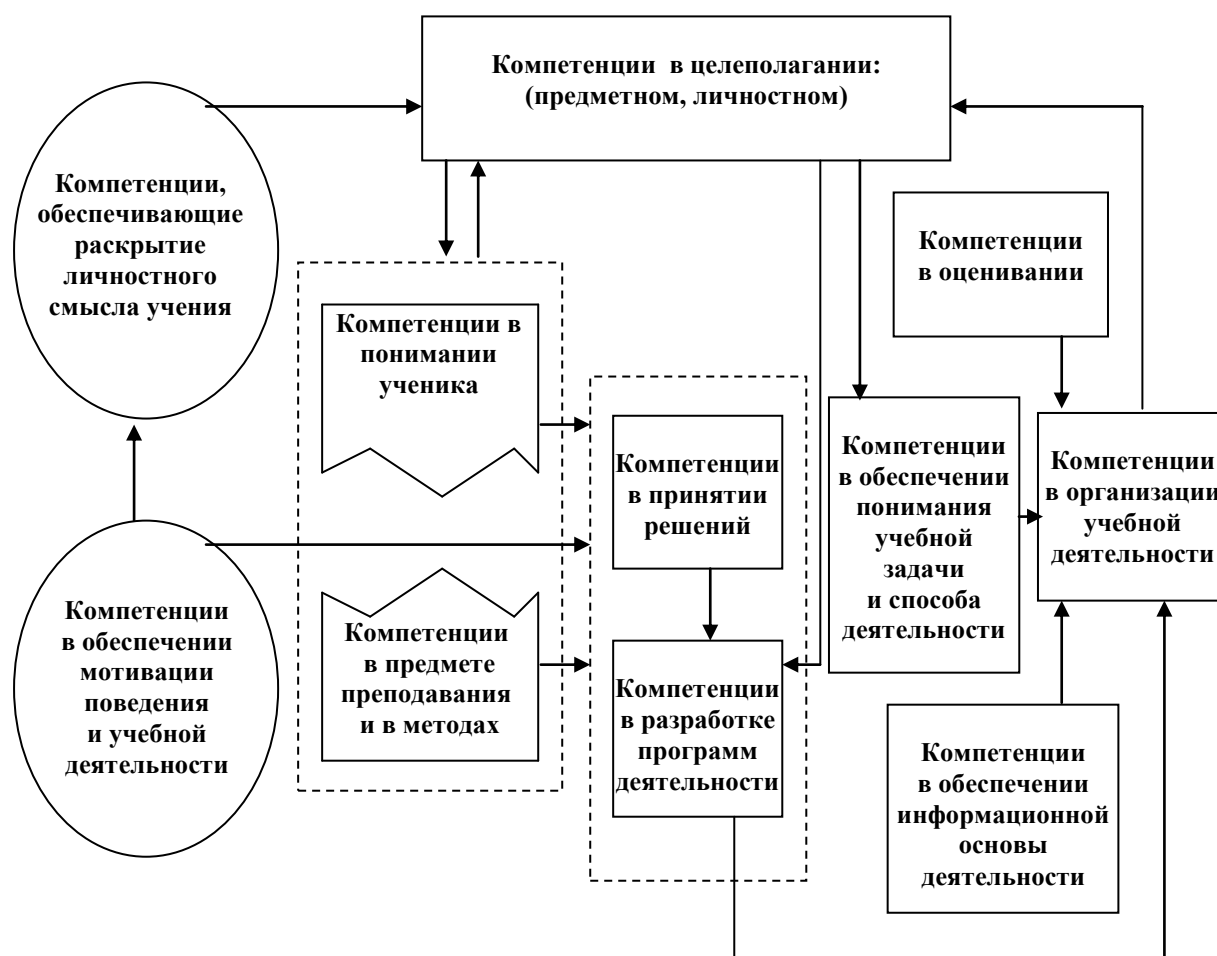 Компетенции в целеполагании:
(предметном, личностном)
Компетенции,
обеспечивающие
раскрытие
личностного
смысла учения
Компетенции
в оценивании
Компетенции в
понимании
ученика
Компетенции
в принятии
решений
Компетенции
в обеспечении
понимания
учебной
задачи
и способа
деятельности
Компетенции
в организации
учебной
деятельности
Компетенции
в обеспечении
мотивации
поведения
и учебной
деятельности
Компетенции
в предмете
преподавания
и в методах
Компетенции
в разработке
программ
деятельности
Компетенции
в обеспечении
информационной
основы
деятельности